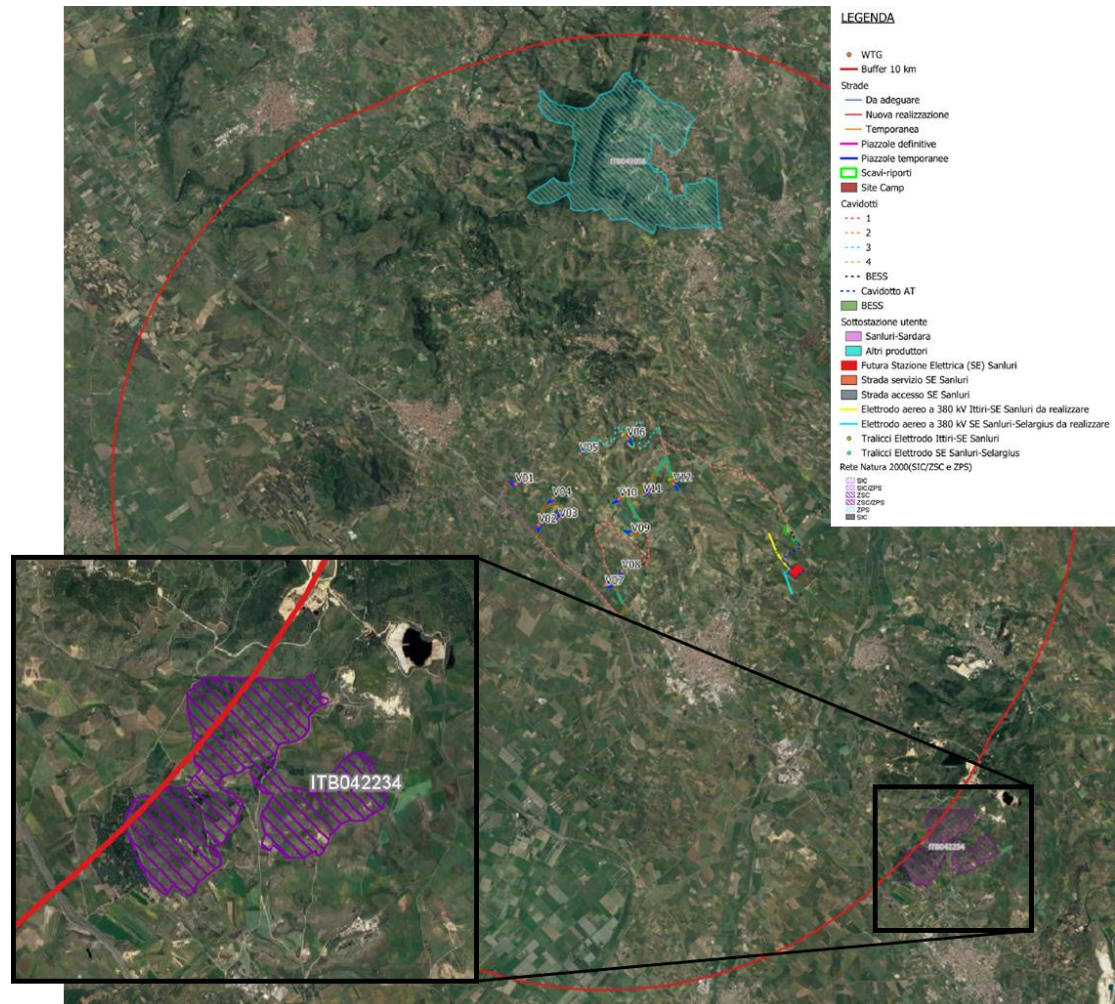 LEGENDA
WTG
Buffer 10 km
Strade
Da adeguare
Nuova realizzazione
Temporanea
Piazzole definitive
Piazzole temporanee
Scavi-riporti
Site Camp
Cavidotti
1
2
3
4
BESS
Cavidotto AT
BESS
Sottostazione utente
Sanluri-Sardara
Altri produttori
Futura Stazione Elettrica (SE) Sanluri
Strada servizio SE Sanluri
Strada accesso SE Sanluri
Elettrodo aereo a 380 kV Ittiri-SE Sanluri da realizzare
Elettrodo aereo a 380 kV SE Sanluri-Selargius da realizzare
Tralicci Elettrodo Ittiri-SE Sanluri
Tralicci Elettrodo SE Sanluri-Selargius
Rete Natura 2000(SIC/ZSC e ZPS)
SIC
SIC/ZPS
ZSC
ZSC/ZPS
ZPS
SIC
V06
V05
V01
V12
V11
V04
V10
V03
V02
V09
V08
V07
ITB042234
ITB042234